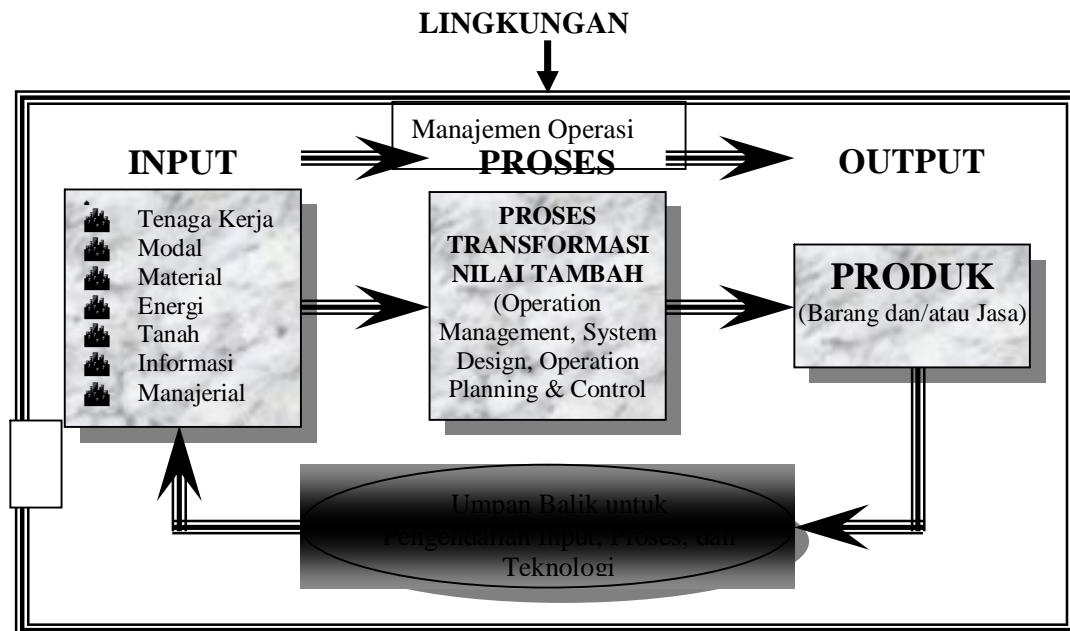 LINGKUNGAN
Manajemen Operasi
INPUT
PROSES
OUTPUT
Tenaga Kerja
Modal
Material
Energi
Tanah
Informasi
Manajerial
PROSES
TRANSFORMASI
NILAI TAMBAH
(Operation
Management, System
Design, Operation
Planning & Control
PRODUK
(Barang dan/atau Jasa)
Umpan Balik untuk
Pengendalian Input, Proses, dan
Teknologi